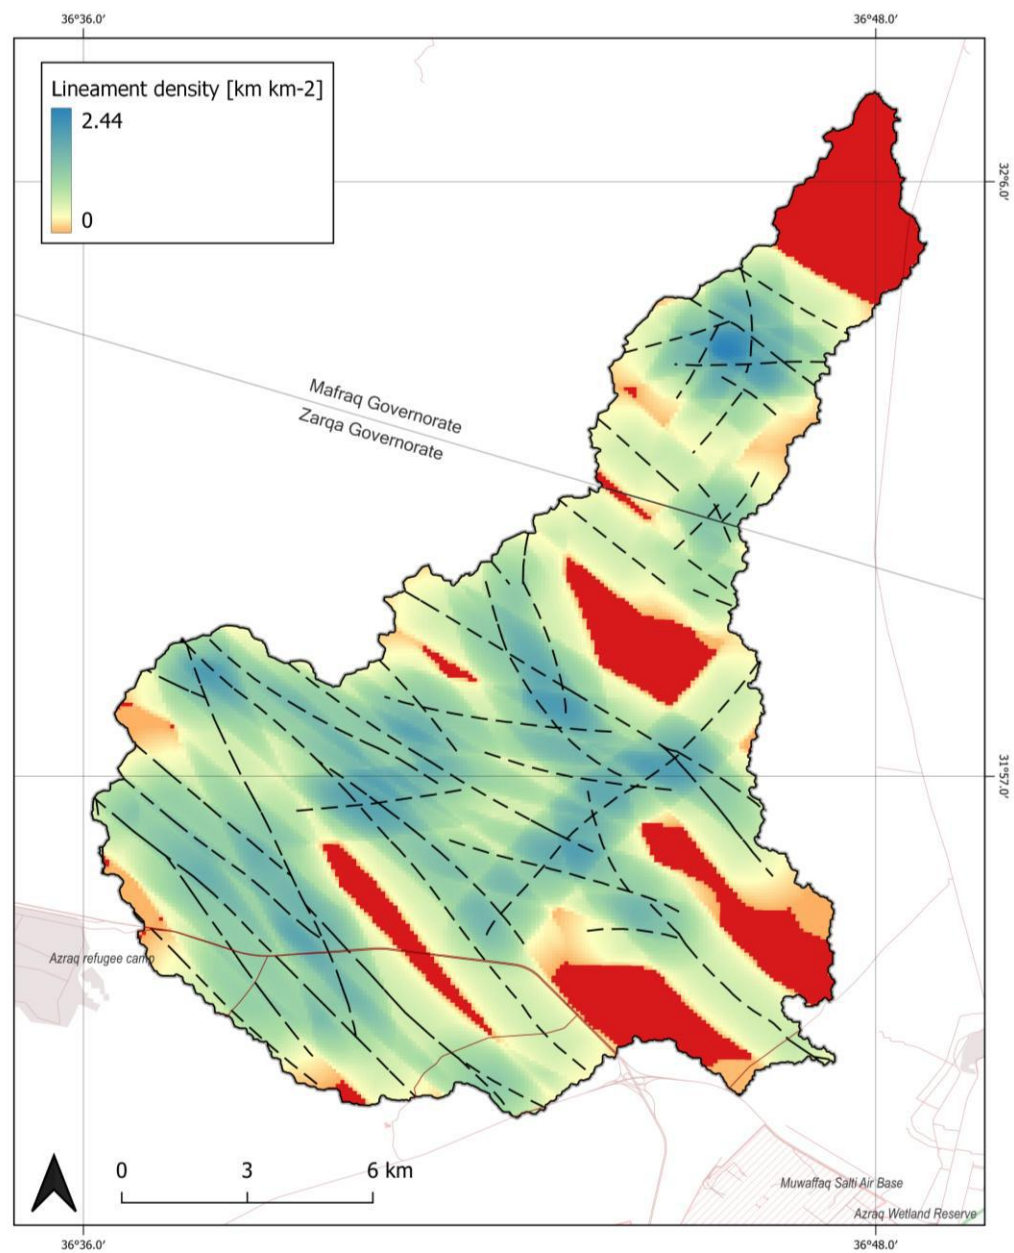 36°36.0' 36°48.0'
Lineament density [km km-2]
2.44
0
32°6.0'
Mafraq Governorate
Zarqa Governorate
31°57.0'
Azraq refugee camp
0 3 6 km
Muwaffaq Salti Air Base
Azraq Wetland Reserve
36°36.0' 36°48.0'